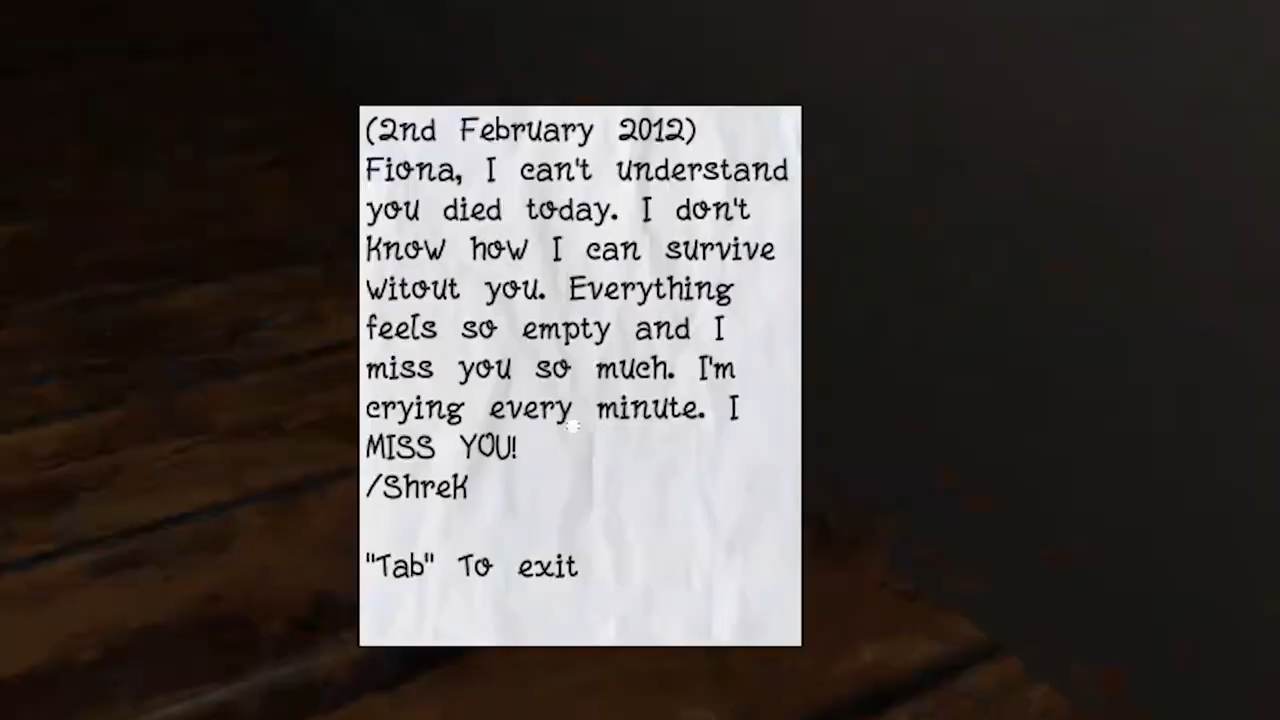 (2nd February 2012)
Fiona, I can't understand
you died today. I don't
know how I can survive
witout you. Everything
feels so empty and I
miss you so much. I'm
crying every minute. I
MISS YOU!
/Shrek
"Tab" To exit